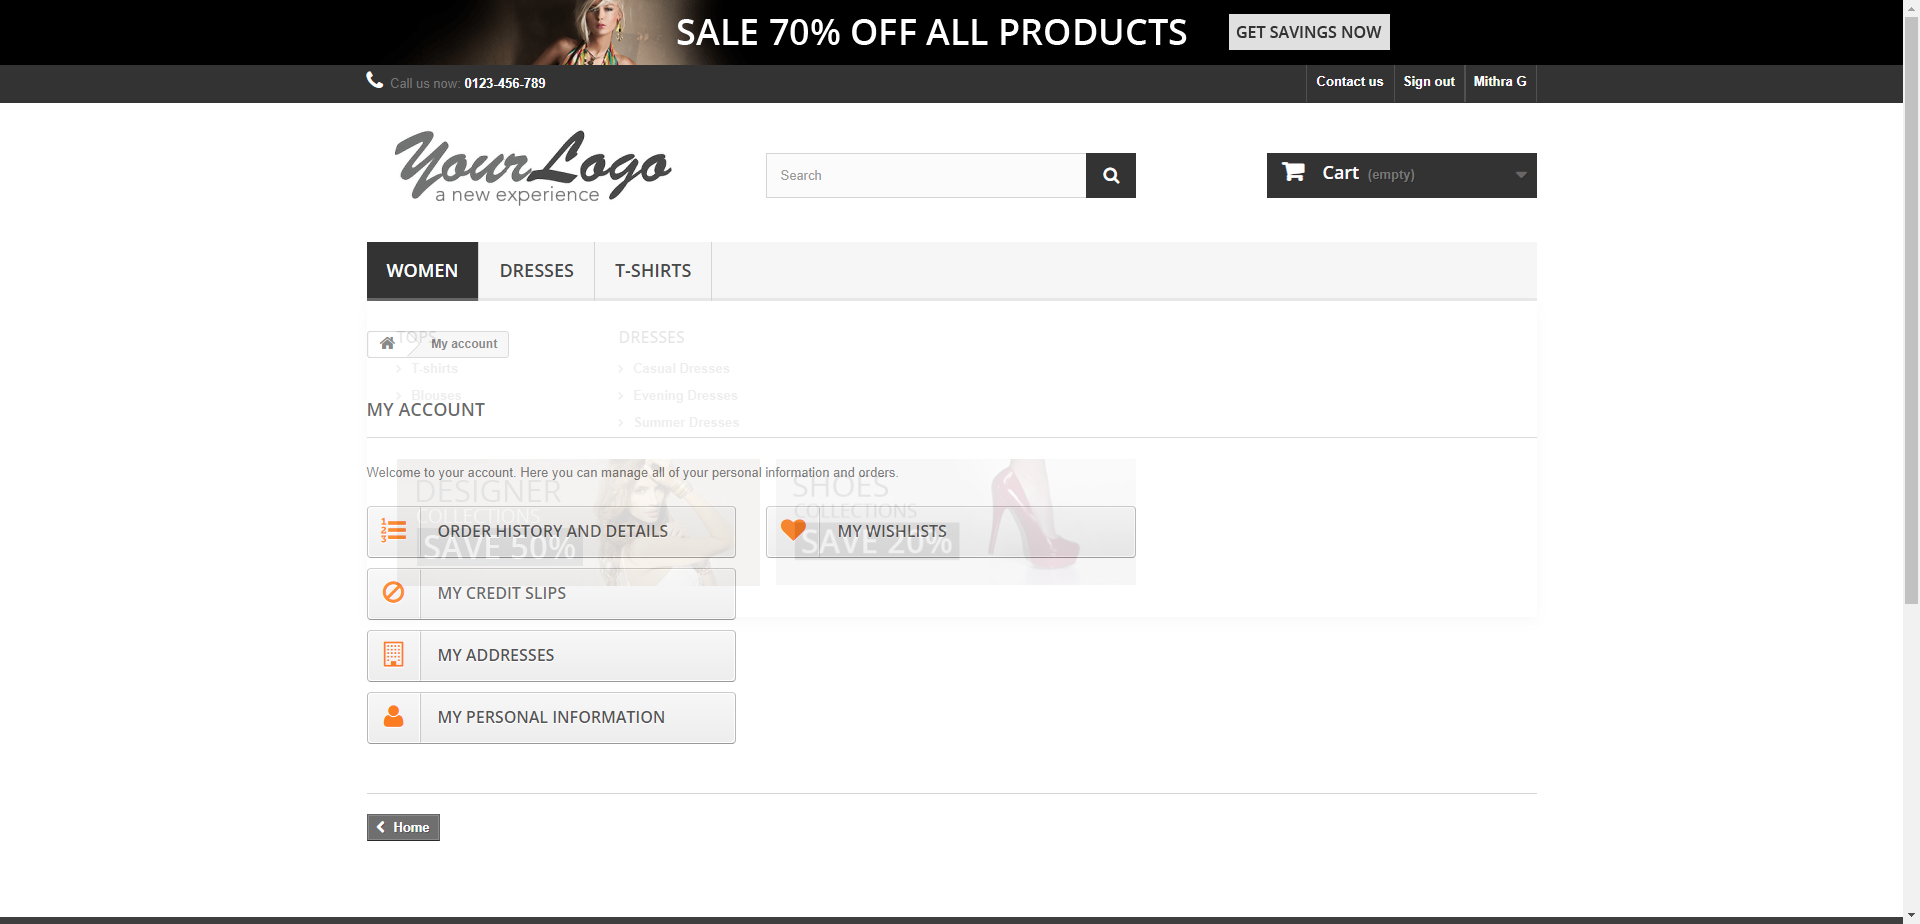 SALE 70% OFF ALL PRODUCTS GET SAVINGS NOW
Call us now: 0123-456-789 Contact us Sign out Mithra G
YourLogo
a new experience
Search
Cart (empty)
WOMEN DRESSES T-SHIRTS
TOPS DRESSES
My account
T-shirts Casual Dresses
Blouses Evening Dresses
MY ACCOUNT
Summer Dresses
Welcome to your account. Here you can manage all of your personal information and orders.
DESIGNER SHOES
COLLECTIONS COLLECTIONS
ORDER HISTORY AND DETAILS MY WISHLISTS
SAVE 50% SAVE 20%
MY CREDIT SLIPS
MY ADDRESSES
MY PERSONAL INFORMATION
Home